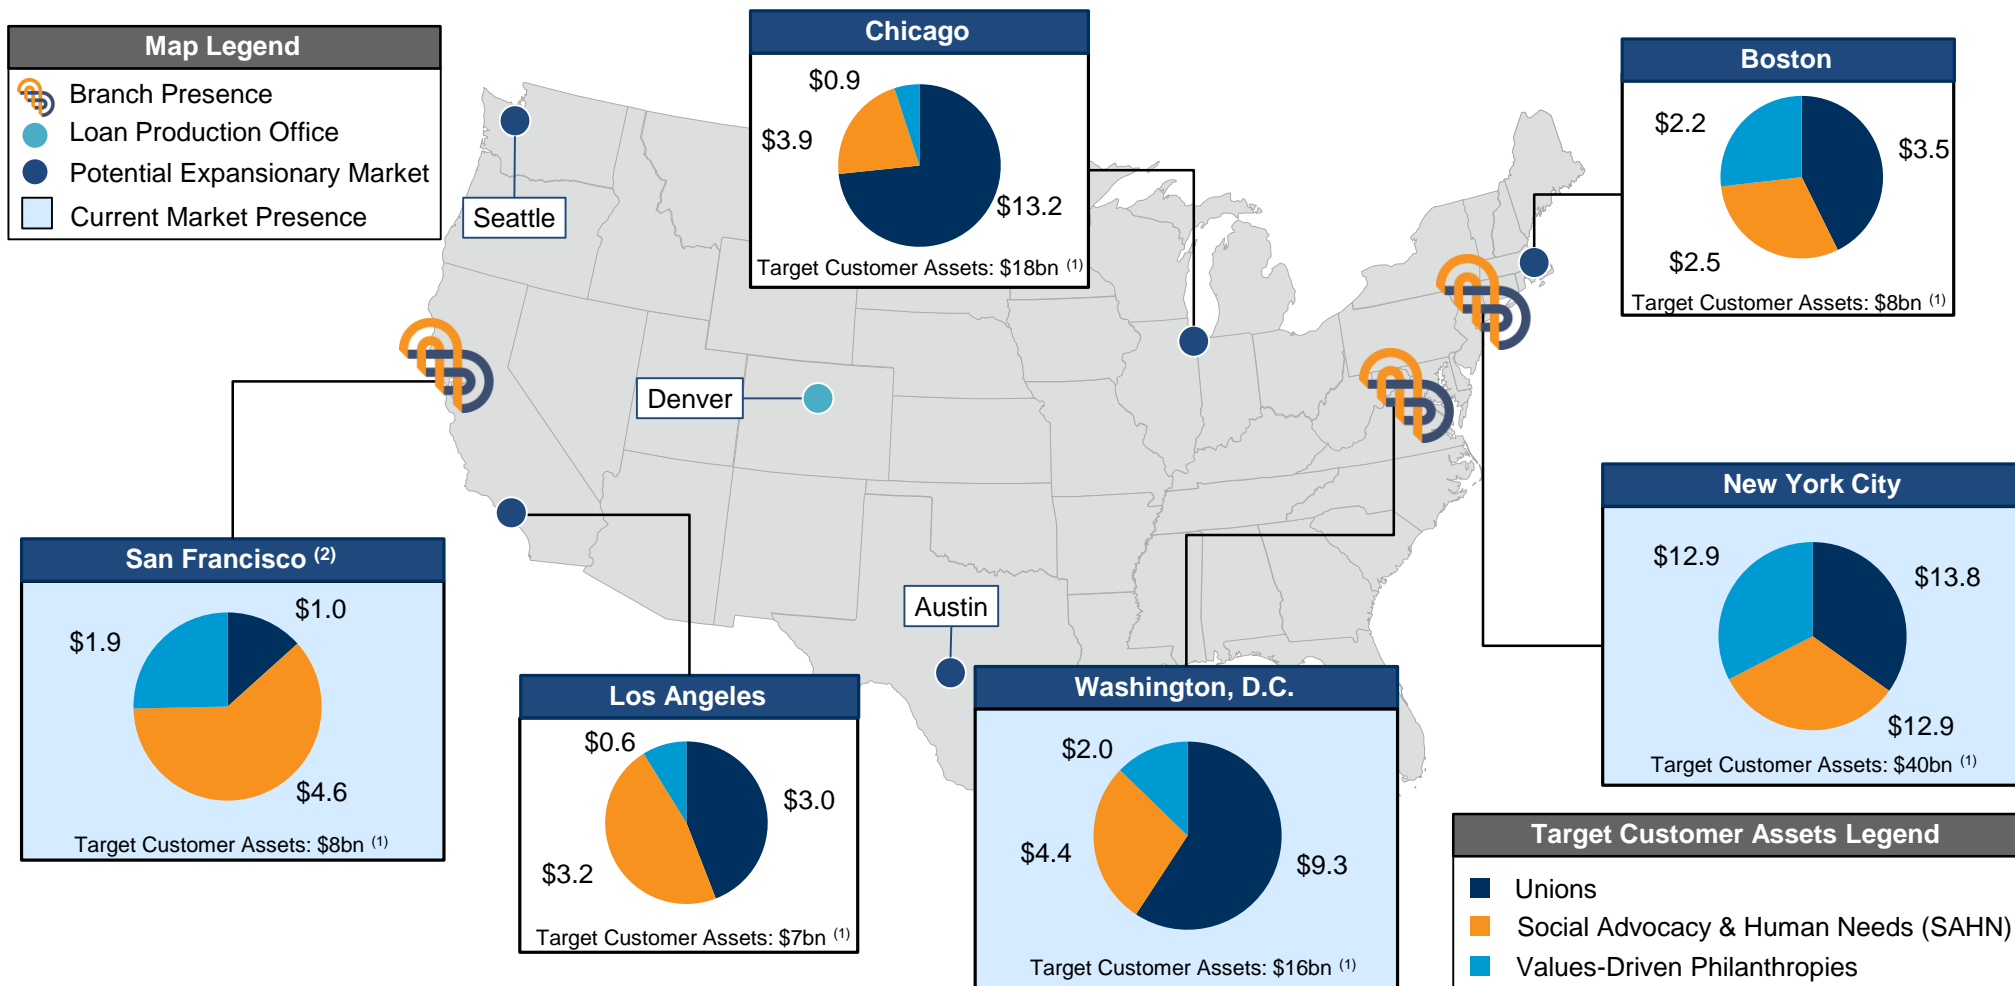 Map Legend
Branch Presence
Loan Production Office
Potential Expansionary Market
Current Market Presence
Chicago
$0.9
$3.9
$13.2
Target Customer Assets: $18bn (1)
Boston
$2.2
$3.5
$2.5
Target Customer Assets: $8bn (1)
Seattle
Denver
Austin
San Francisco (2)
$1.0
$1.9
$4.6
Target Customer Assets: $8bn (1)
Los Angeles
$0.6
$3.0
$3.2
Target Customer Assets: $7bn (1)
Washington, D.C.
$2.0
$4.4
$9.3
Target Customer Assets: $16bn (1)
New York City
$12.9
$13.8
$12.9
Target Customer Assets: $40bn (1)
Target Customer Assets Legend
Unions
Social Advocacy & Human Needs (SAHN)
Values-Driven Philanthropies